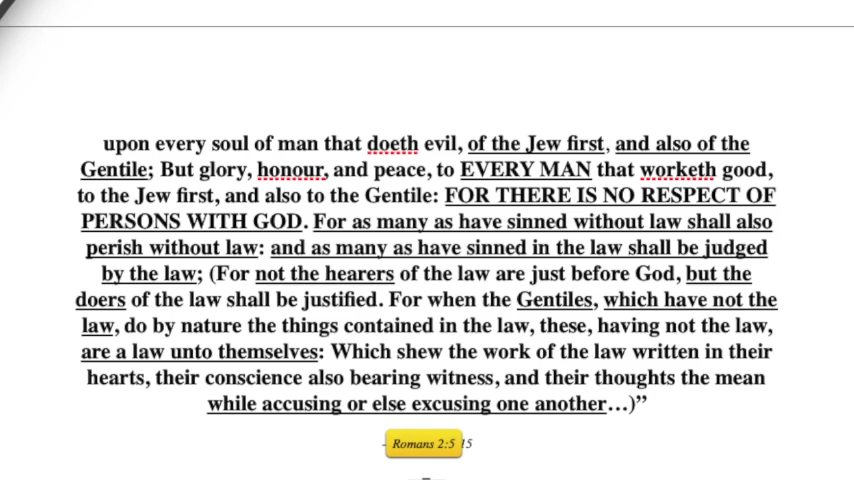 upon every soul of man that doeth evil, of the Jew first, and also of the
Gentile; But glory, honour, and peace, to EVERY MAN that worketh good,
to the Jew first, and also to the Gentile: FOR THERE IS NO RESPECT OF
PERSONS WITH GOD. For as many as have sinned without law shall also
perish without law: and as many as have sinned in the law shall be judged
by the law; (For not the hearers of the law are just before God, but the
doers of the law shall be justified. For when the Gentiles, which have not the
law, do by nature the things contained in the law, these, having not the law,
are a law unto themselves: Which shew the work of the law written in their
hearts, their conscience also bearing witness, and their thoughts the mean
while accusing or else excusing one another…)”
- Romans 2:5 15